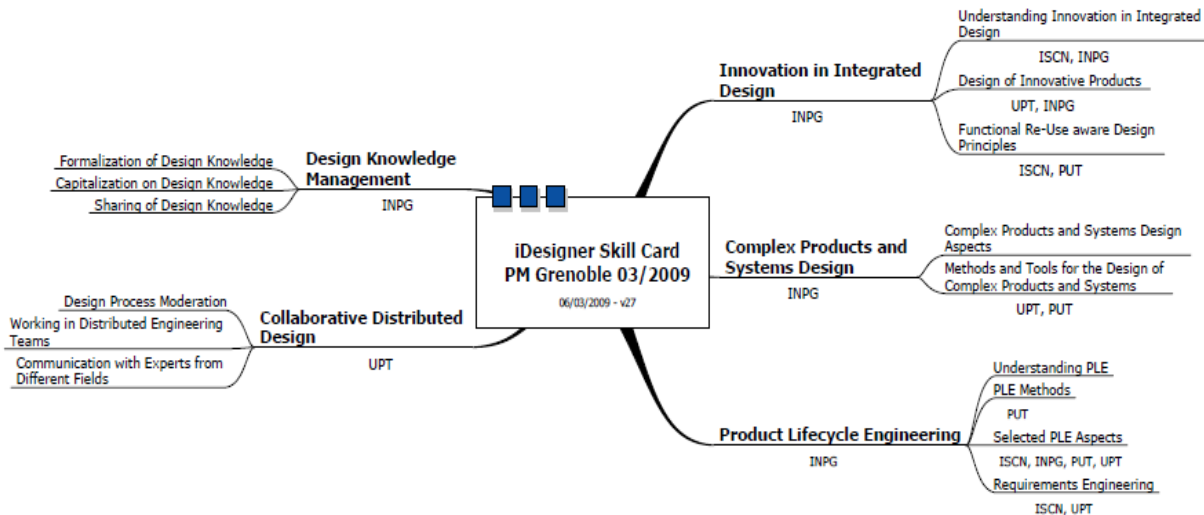 iDesigner Skill Card
PM Grenoble 03/2009
06/03/2009 - v27
Innovation in Integrated
Design
INPG
Understanding Innovation in Integrated
Design
ISCN, INPG
Design of Innovative Products
UPT, INPG
Functional Re-Use aware Design
Principles
ISCN, PUT
Complex Products and
Systems Design
INPG
Complex Products and Systems Design
Aspects
Methods and Tools for the Design of
Complex Products and Systems
UPT, PUT
Product Lifecycle Engineering
INPG
Understanding PLE
PLE Methods
PUT
Selected PLE Aspects
ISCN, INPG, PUT, UPT
Requirements Engineering
ISCN, UPT
Design Knowledge
Management
INPG
Formalization of Design Knowledge
Capitalization on Design Knowledge
Sharing of Design Knowledge
Collaborative Distributed
Design
UPT
Design Process Moderation
Working in Distributed Engineering
Teams
Communication with Experts from
Different Fields